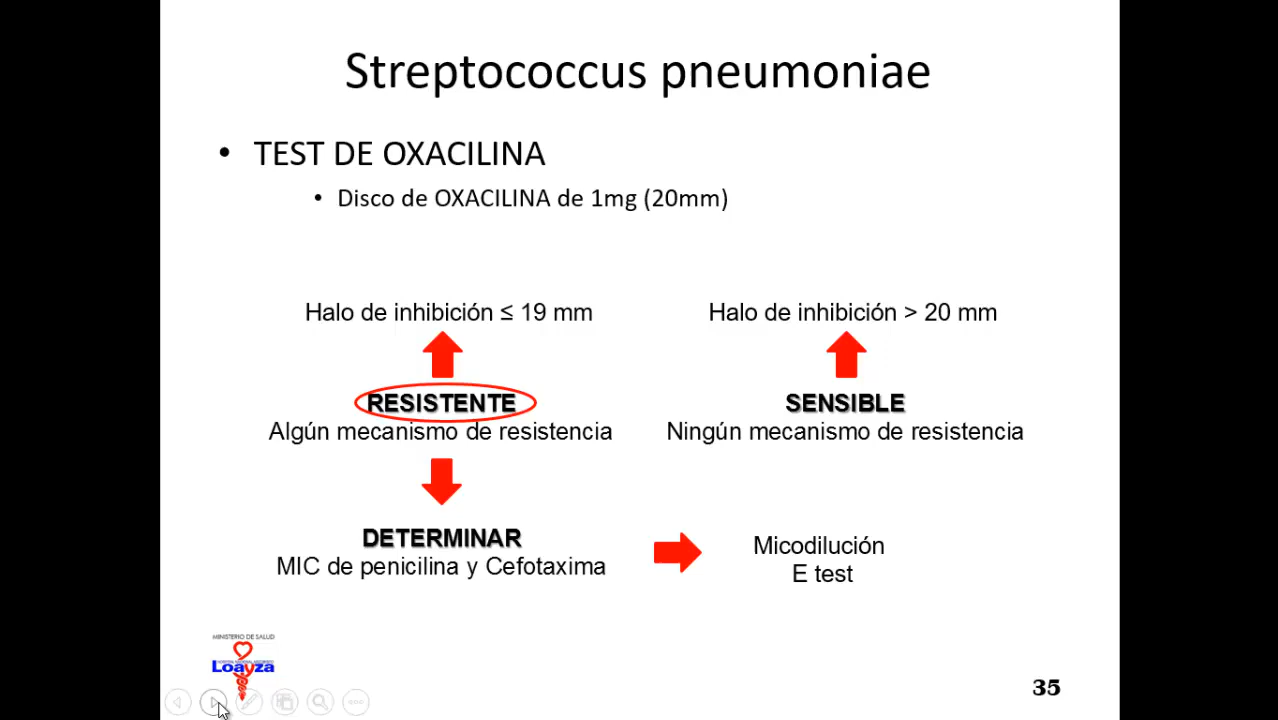 Streptococcus pneumoniae
• TEST DE OXACILINA
• Disco de OXACILINA de 1mg (20mm)
Halo de inhibición ≤ 19 mm
Halo de inhibición > 20 mm
RESISTENTE
Algún mecanismo de resistencia
SENSIBLE
Ningún mecanismo de resistencia
DETERMINAR
MIC de penicilina y Cefotaxima
Micodilución
E test
MINISTERIO DE SALUD
Loayza
35